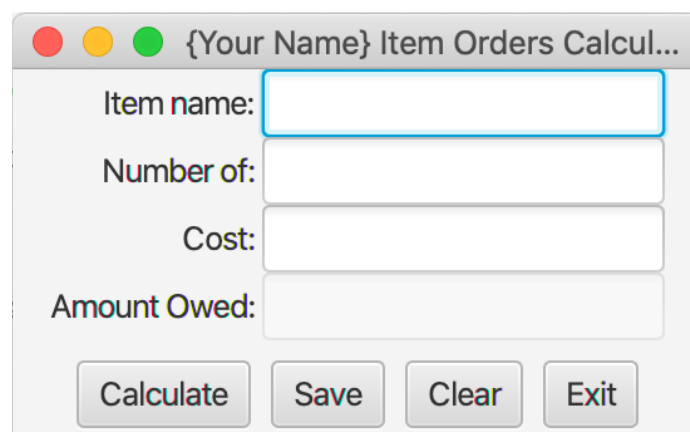 {Your Name} Item Orders Calcul...
Item name:
Number of:
Cost:
Amount Owed:
Calculate Save Clear Exit